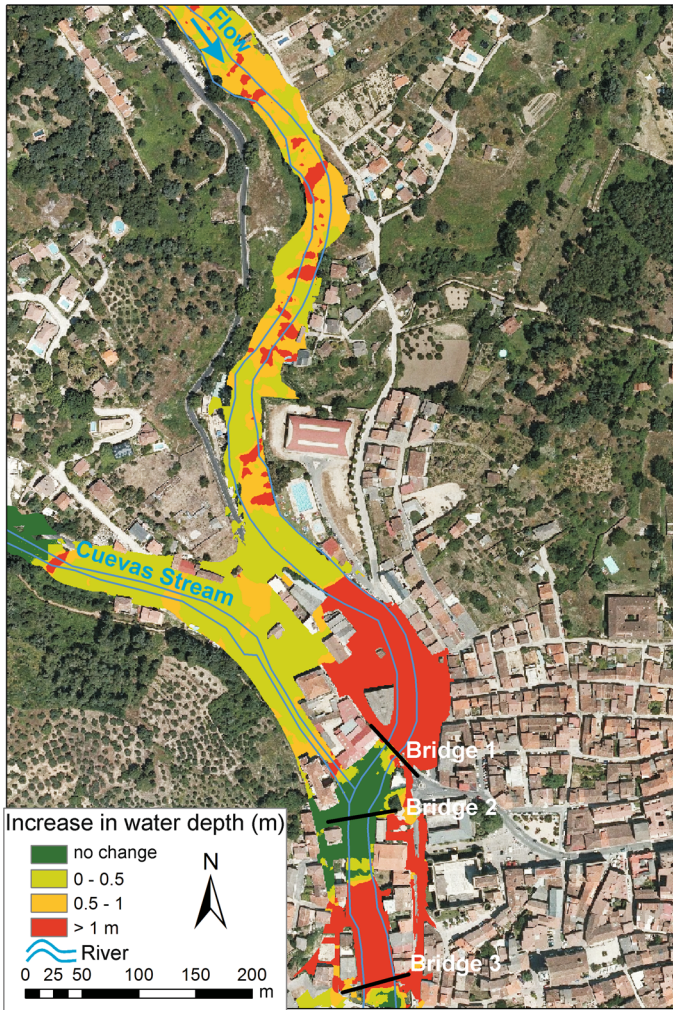 Flow
Cuevas Stream
Bridge 1
Bridge 2
Bridge 3
Increase in water depth (m)
no change
0 - 0.5
0.5 - 1
> 1 m
River
N
0 25 50 100 150 200
m